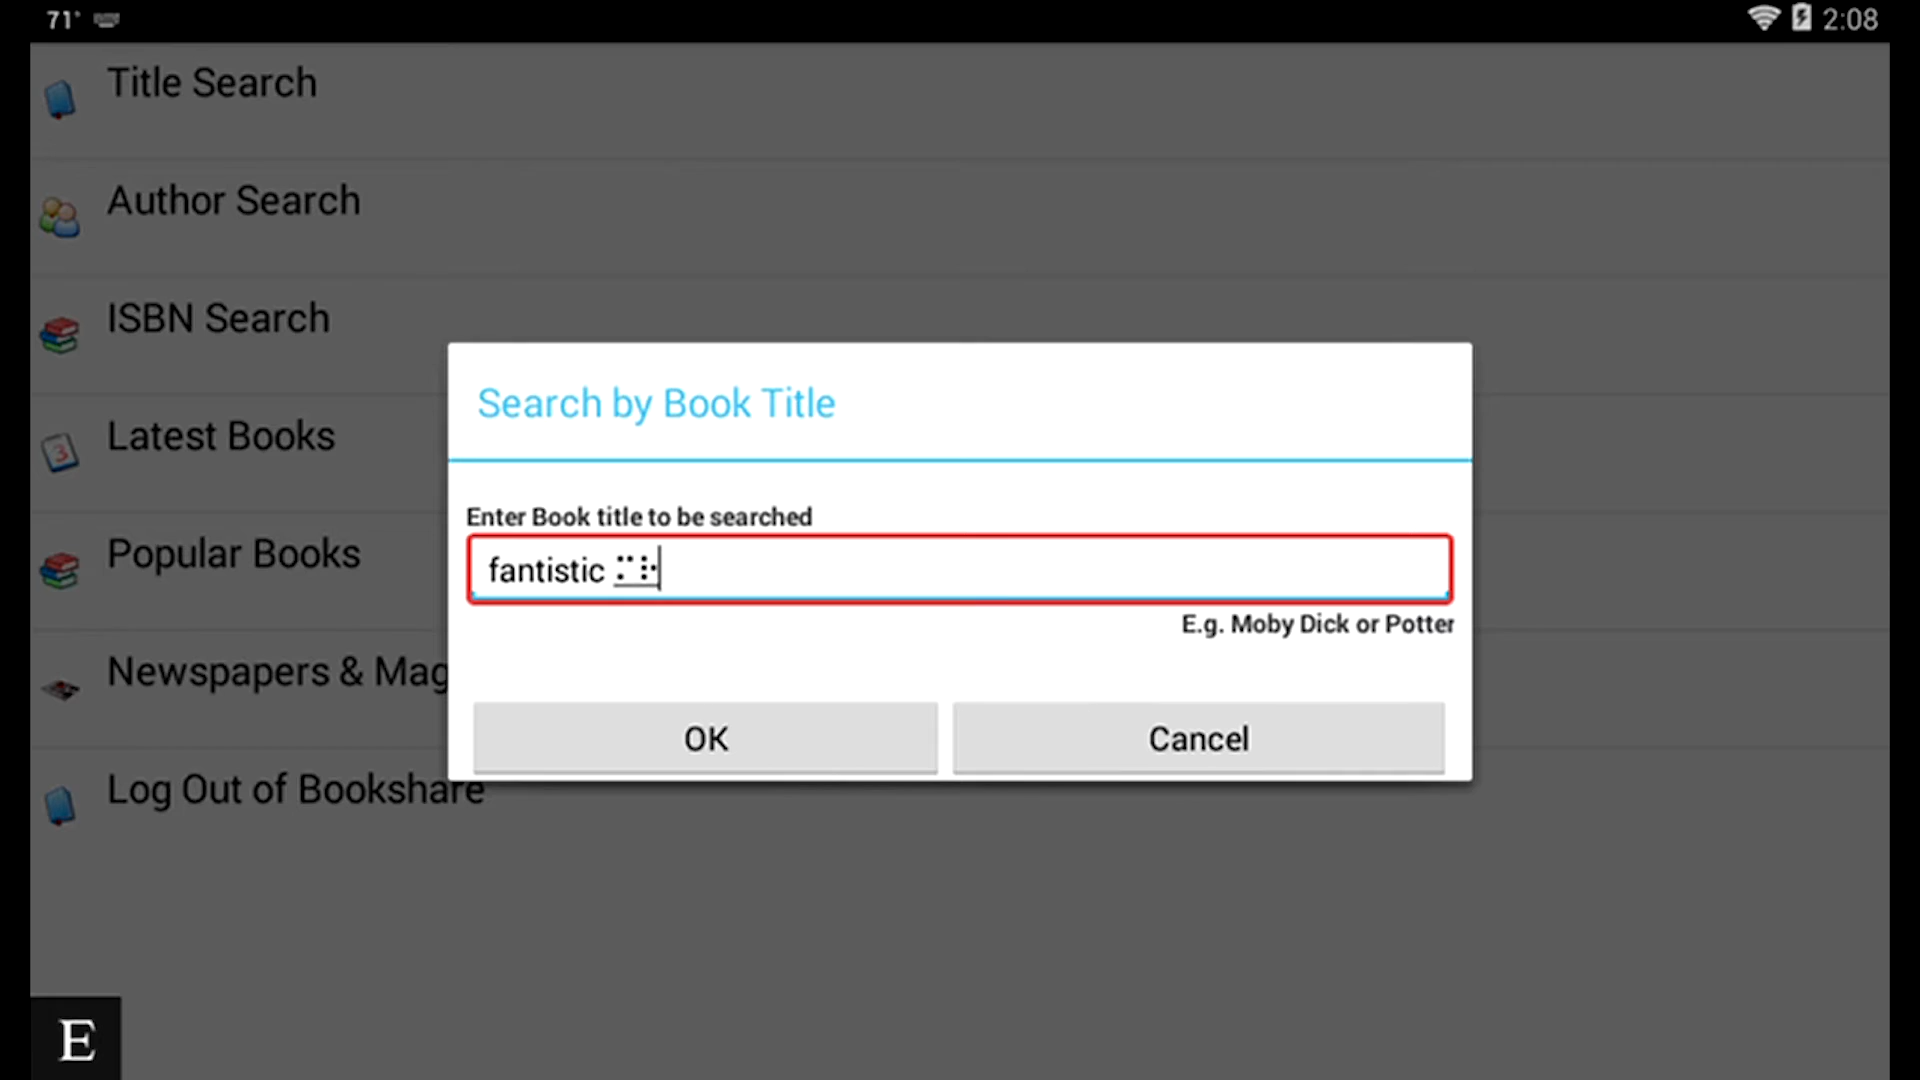 71°
2:08
Title Search
Author Search
ISBN Search
Latest Books
Popular Books
Newspapers & Mag
Log Out of Bookshare
Search by Book Title
Enter Book title to be searched
fantistic ⠍⠗
E.g. Moby Dick or Potter
OK
Cancel
3
E